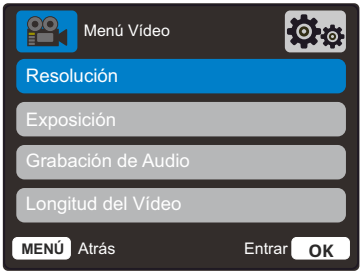 Menú Vídeo
Resolución
Exposición
Grabación de Audio
Longitud del Vídeo
MENÚ Atrás Entrar OK